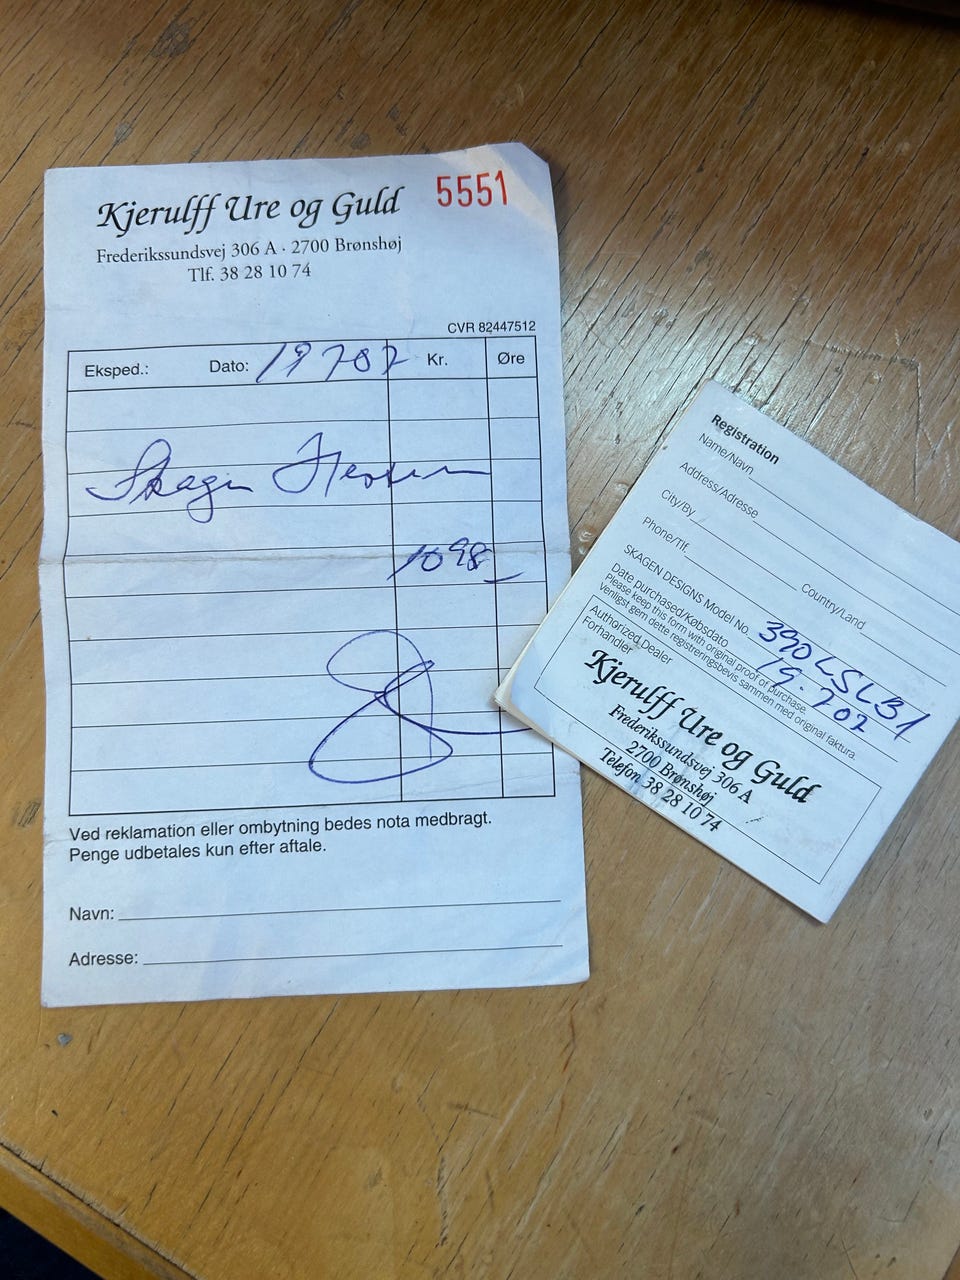 Kjerulff Ure og Guld
5551
Frederikssundsvej 306 A · 2700 Brønshøj
Tlf. 38 28 10 74
CVR 82447512
Eksped.: Dato: 19 702 Kr. Øre
Skagen Herreur
1098
Ved reklamation eller ombytning bedes nota medbragt.
Penge udbetales kun efter aftale.
Navn:
Adresse:
Registration
Name/Navn
Address/Adresse
City/By
Country/Land
Phone/Tlf.
SKAGEN DESIGNS Model No. 390LSLB1
Date purchased/Købsdato 19.702
Please keep this form with original proof of purchase.
Venligst gem dette registreringsbevis sammen med original faktura.
Authorized Dealer
Forhandler
Kjerulff Ure og Guld
Frederikssundsvej 306 A
2700 Brønshøj
Telefon 38 28 10 74